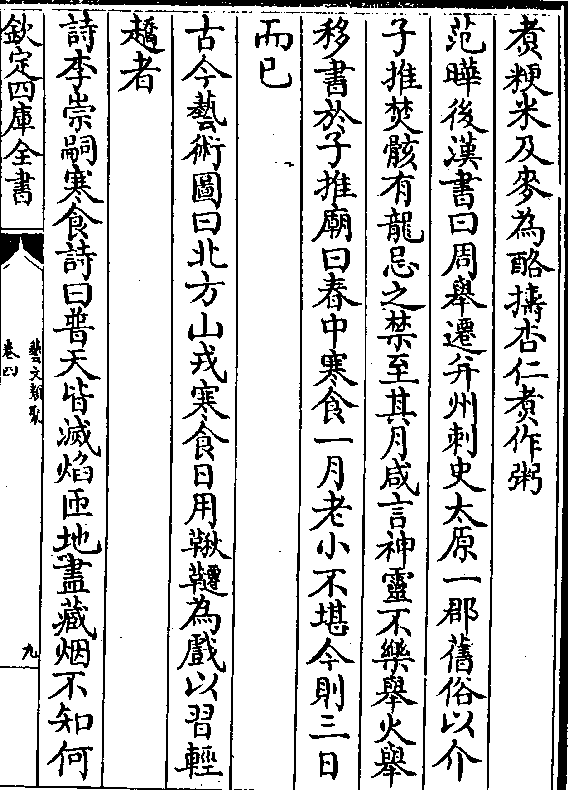 煑粳米及麥為酪擣杏仁煑作粥
范曄後漢書曰周舉遷并州刺史太原一郡舊俗以介
子推焚骸有龍忌之禁至其月咸言神靈不樂舉火舉
移書於子推廟曰春中寒食一月老小不堪今則三日
而已
古今藝術圖曰北方山戎寒食日用鞦韆為戲以習輕
趫者
詩李崇嗣寒食詩曰普天皆滅焰匝地盡藏烟不知何
欽定四庫全書
藝文類聚
卷四
九